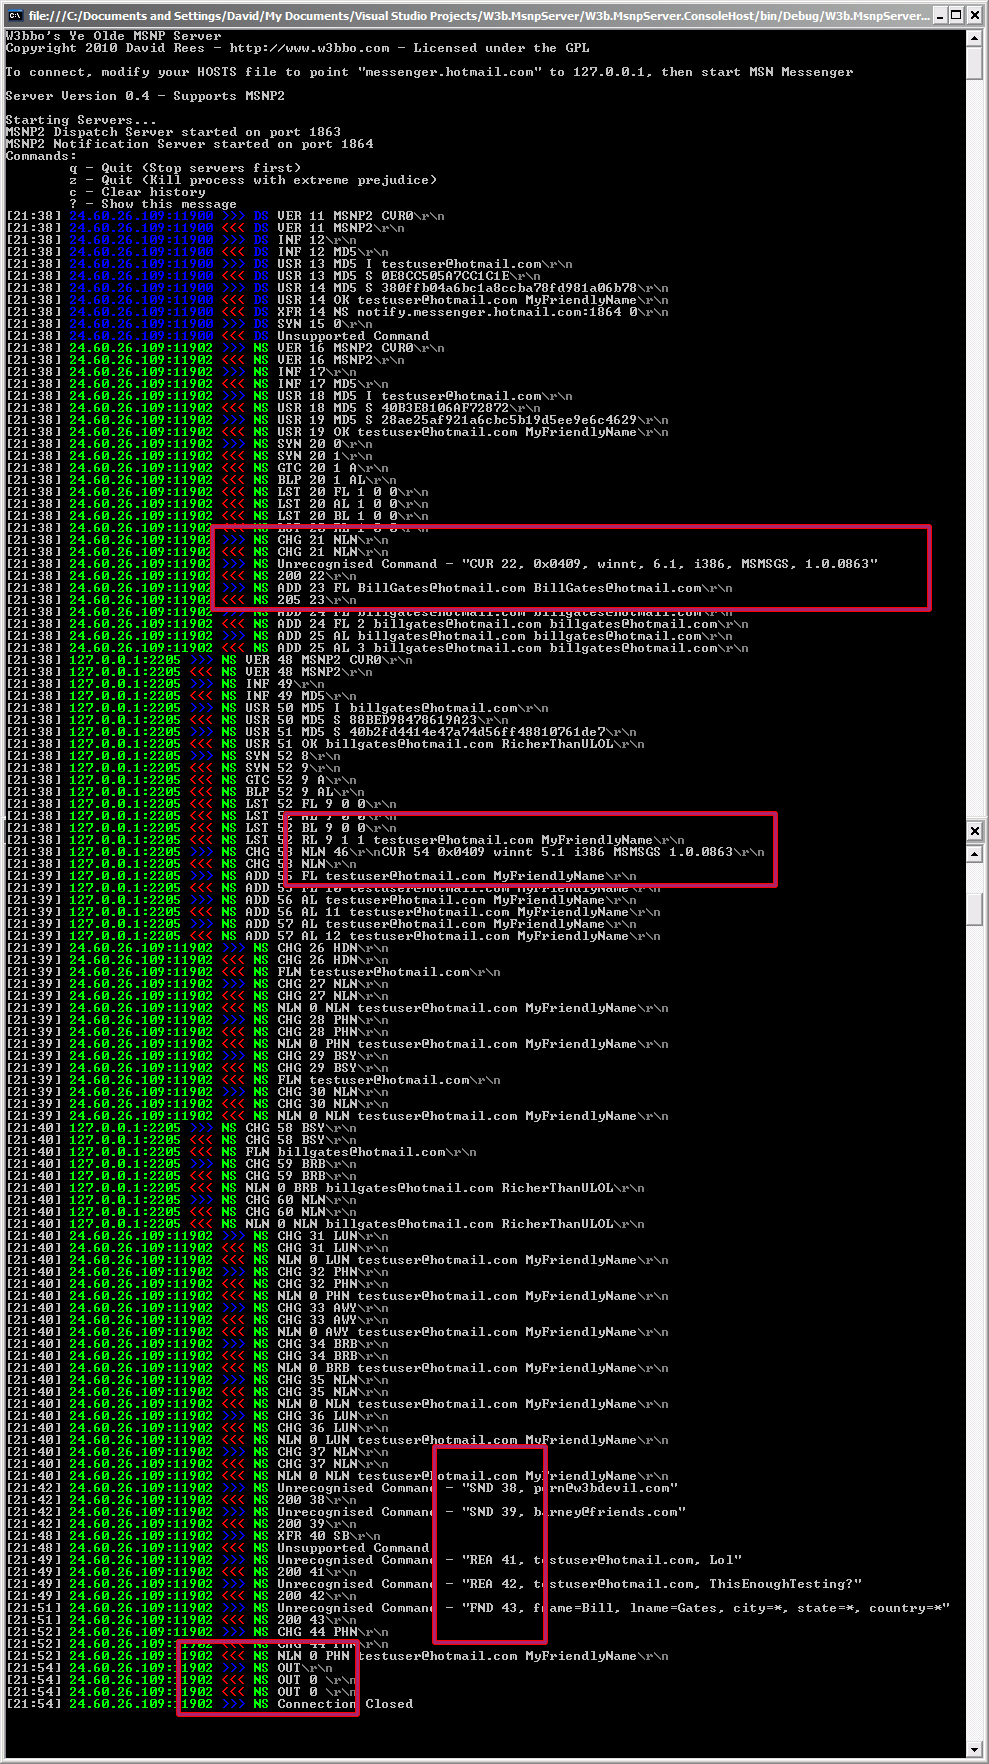 file:///C:/Documents and Settings/David/My Documents/Visual Studio Projects/W3b.MsnpServer/W3b.MsnpServer.ConsoleHost/bin/Debug/W3b.MsnpServer...
W3bbo's Ye Olde MSNP Server
Copyright 2010 David Rees - http://www.w3bbo.com - Licensed under the GPL
To connect, modify your HOSTS file to point "messenger.hotmail.com" to 127.0.0.1, then start MSN Messenger
Server Version 0.4 - Supports MSNP2
Starting Servers...
MSNP2 Dispatch Server started on port 1863
MSNP2 Notification Server started on port 1864
Commands:
q - Quit (Stop servers first)
z - Quit (Kill process with extreme prejudice)
c - Clear history
? - Show this message
[21:38] 24.60.26.109:11900 >>> DS VER 11 MSNP2 CVR0\r\n
[21:38] 24.60.26.109:11900 <<< DS VER 11 MSNP2\r\n
[21:38] 24.60.26.109:11900 >>> DS INF 12\r\n
[21:38] 24.60.26.109:11900 <<< DS INF 12 MD5\r\n
[21:38] 24.60.26.109:11900 >>> DS USR 13 MD5 I testuser@hotmail.com\r\n
[21:38] 24.60.26.109:11900 <<< DS USR 13 MD5 S 0E8CC505A7CC1C1E\r\n
[21:38] 24.60.26.109:11900 >>> DS USR 14 MD5 S 380ffb04a6bc1a8ccba78fd981a06b78\r\n
[21:38] 24.60.26.109:11900 <<< DS USR 14 OK testuser@hotmail.com MyFriendlyName\r\n
[21:38] 24.60.26.109:11900 <<< DS XFR 14 NS notify.messenger.hotmail.com:1864 0\r\n
[21:38] 24.60.26.109:11900 >>> DS SYN 15 0\r\n
[21:38] 24.60.26.109:11900 <<< DS Unsupported Command
[21:38] 24.60.26.109:11902 >>> NS VER 16 MSNP2 CVR0\r\n
[21:38] 24.60.26.109:11902 <<< NS VER 16 MSNP2\r\n
[21:38] 24.60.26.109:11902 >>> NS INF 17\r\n
[21:38] 24.60.26.109:11902 <<< NS INF 17 MD5\r\n
[21:38] 24.60.26.109:11902 >>> NS USR 18 MD5 I testuser@hotmail.com\r\n
[21:38] 24.60.26.109:11902 <<< NS USR 18 MD5 S 40B3E8106AF72872\r\n
[21:38] 24.60.26.109:11902 >>> NS USR 19 MD5 S 28ae25af921a6cbc5b19d5ee9e6c4629\r\n
[21:38] 24.60.26.109:11902 <<< NS USR 19 OK testuser@hotmail.com MyFriendlyName\r\n
[21:38] 24.60.26.109:11902 >>> NS SYN 20 0\r\n
[21:38] 24.60.26.109:11902 <<< NS SYN 20 1\r\n
[21:38] 24.60.26.109:11902 <<< NS GTC 20 1 A\r\n
[21:38] 24.60.26.109:11902 <<< NS BLP 20 1 AL\r\n
[21:38] 24.60.26.109:11902 <<< NS LST 20 FL 1 0 0\r\n
[21:38] 24.60.26.109:11902 <<< NS LST 20 AL 1 0 0\r\n
[21:38] 24.60.26.109:11902 <<< NS LST 20 BL 1 0 0\r\n
[21:38] 24.60.26.109:11902 <<< NS LST 20 1 0 0\r\n
[21:38] 24.60.26.109:11902 >>> NS CHG 21 NLN\r\n
[21:38] 24.60.26.109:11902 <<< NS CHG 21 NLN\r\n
[21:38] 24.60.26.109:11902 >>> NS Unrecognised Command - "CVR 22, 0x0409, winnt, 6.1, i386, MSMSGS, 1.0.0863"
[21:38] 24.60.26.109:11902 <<< NS 200 22\r\n
[21:38] 24.60.26.109:11902 >>> NS ADD 23 FL BillGates@hotmail.com BillGates@hotmail.com\r\n
[21:38] 24.60.26.109:11902 <<< NS 205 23\r\n
[21:38] 24.60.26.109:11902 >>> NS ADD 24 FL billgates@hotmail.com billgates@hotmail.com\r\n
[21:38] 24.60.26.109:11902 <<< NS ADD 24 FL 2 billgates@hotmail.com billgates@hotmail.com\r\n
[21:38] 24.60.26.109:11902 >>> NS ADD 25 AL billgates@hotmail.com billgates@hotmail.com\r\n
[21:38] 24.60.26.109:11902 <<< NS ADD 25 AL 3 billgates@hotmail.com billgates@hotmail.com\r\n
[21:38] 127.0.0.1:2205 >>> NS VER 48 MSNP2 CVR0\r\n
[21:38] 127.0.0.1:2205 <<< NS VER 48 MSNP2\r\n
[21:38] 127.0.0.1:2205 >>> NS INF 49\r\n
[21:38] 127.0.0.1:2205 <<< NS INF 49 MD5\r\n
[21:38] 127.0.0.1:2205 >>> NS USR 50 MD5 I billgates@hotmail.com\r\n
[21:38] 127.0.0.1:2205 <<< NS USR 50 MD5 S 88BED98478619A23\r\n
[21:38] 127.0.0.1:2205 >>> NS USR 51 MD5 S 40b2fd4414e47a74d56ff48810761de7\r\n
[21:38] 127.0.0.1:2205 <<< NS USR 51 OK billgates@hotmail.com RicherThanULOL\r\n
[21:38] 127.0.0.1:2205 >>> NS SYN 52 8\r\n
[21:38] 127.0.0.1:2205 <<< NS SYN 52 9\r\n
[21:38] 127.0.0.1:2205 <<< NS GTC 52 9 A\r\n
[21:38] 127.0.0.1:2205 <<< NS BLP 52 9 AL\r\n
[21:38] 127.0.0.1:2205 <<< NS LST 52 FL 9 0 0\r\n
[21:38] 127.0.0.1:2205 <<< NS LST 52 AL 9 0 0\r\n
[21:38] 127.0.0.1:2205 <<< NS LST 52 BL 9 0 0\r\n
[21:38] 127.0.0.1:2205 <<< NS LST 52 RL 9 1 1 testuser@hotmail.com MyFriendlyName\r\n
[21:38] 127.0.0.1:2205 >>> NS CHG 53 NLN 46\r\nCVR 54 0x0409 winnt 5.1 i386 MSMSGS 1.0.0863\r\n
[21:38] 127.0.0.1:2205 <<< NS CHG 53 NLN\r\n
[21:38] 127.0.0.1:2205 >>> NS ADD 55 FL testuser@hotmail.com MyFriendlyName\r\n
[21:38] 127.0.0.1:2205 <<< NS ADD 55 FL 10 testuser@hotmail.com MyFriendlyName\r\n
[21:38] 127.0.0.1:2205 >>> NS ADD 56 AL testuser@hotmail.com MyFriendlyName\r\n
[21:38] 127.0.0.1:2205 <<< NS ADD 56 AL 11 testuser@hotmail.com MyFriendlyName\r\n
[21:38] 127.0.0.1:2205 >>> NS ADD 57 AL testuser@hotmail.com MyFriendlyName\r\n
[21:38] 127.0.0.1:2205 <<< NS ADD 57 AL 12 testuser@hotmail.com MyFriendlyName\r\n
[21:39] 24.60.26.109:11902 >>> NS CHG 26 HDN\r\n
[21:39] 24.60.26.109:11902 <<< NS CHG 26 HDN\r\n
[21:39] 24.60.26.109:11902 <<< NS FLN testuser@hotmail.com\r\n
[21:39] 24.60.26.109:11902 >>> NS CHG 27 NLN\r\n
[21:39] 24.60.26.109:11902 <<< NS CHG 27 NLN\r\n
[21:39] 24.60.26.109:11902 <<< NS NLN 0 NLN testuser@hotmail.com MyFriendlyName\r\n
[21:39] 24.60.26.109:11902 >>> NS CHG 28 PHN\r\n
[21:39] 24.60.26.109:11902 <<< NS CHG 28 PHN\r\n
[21:39] 24.60.26.109:11902 <<< NS NLN 0 PHN testuser@hotmail.com MyFriendlyName\r\n
[21:39] 24.60.26.109:11902 >>> NS CHG 29 BSY\r\n
[21:39] 24.60.26.109:11902 <<< NS CHG 29 BSY\r\n
[21:39] 24.60.26.109:11902 <<< NS FLN testuser@hotmail.com\r\n
[21:39] 24.60.26.109:11902 >>> NS CHG 30 NLN\r\n
[21:39] 24.60.26.109:11902 <<< NS CHG 30 NLN\r\n
[21:39] 24.60.26.109:11902 <<< NS NLN 0 NLN testuser@hotmail.com MyFriendlyName\r\n
[21:40] 127.0.0.1:2205 >>> NS CHG 58 BSY\r\n
[21:40] 127.0.0.1:2205 <<< NS CHG 58 BSY\r\n
[21:40] 127.0.0.1:2205 <<< NS FLN billgates@hotmail.com\r\n
[21:40] 127.0.0.1:2205 >>> NS CHG 59 BRB\r\n
[21:40] 127.0.0.1:2205 <<< NS CHG 59 BRB\r\n
[21:40] 127.0.0.1:2205 <<< NS NLN 0 BRB billgates@hotmail.com RicherThanULOL\r\n
[21:40] 127.0.0.1:2205 >>> NS CHG 60 NLN\r\n
[21:40] 127.0.0.1:2205 <<< NS CHG 60 NLN\r\n
[21:40] 127.0.0.1:2205 <<< NS NLN 0 NLN billgates@hotmail.com RicherThanULOL\r\n
[21:40] 24.60.26.109:11902 >>> NS CHG 31 LUN\r\n
[21:40] 24.60.26.109:11902 <<< NS CHG 31 LUN\r\n
[21:40] 24.60.26.109:11902 <<< NS NLN 0 LUN testuser@hotmail.com MyFriendlyName\r\n
[21:40] 24.60.26.109:11902 >>> NS CHG 32 PHN\r\n
[21:40] 24.60.26.109:11902 <<< NS CHG 32 PHN\r\n
[21:40] 24.60.26.109:11902 <<< NS NLN 0 PHN testuser@hotmail.com MyFriendlyName\r\n
[21:40] 24.60.26.109:11902 >>> NS CHG 33 AWY\r\n
[21:40] 24.60.26.109:11902 <<< NS CHG 33 AWY\r\n
[21:40] 24.60.26.109:11902 <<< NS NLN 0 AWY testuser@hotmail.com MyFriendlyName\r\n
[21:40] 24.60.26.109:11902 >>> NS CHG 34 BRB\r\n
[21:40] 24.60.26.109:11902 <<< NS CHG 34 BRB\r\n
[21:40] 24.60.26.109:11902 <<< NS NLN 0 BRB testuser@hotmail.com MyFriendlyName\r\n
[21:40] 24.60.26.109:11902 >>> NS CHG 35 NLN\r\n
[21:40] 24.60.26.109:11902 <<< NS CHG 35 NLN\r\n
[21:40] 24.60.26.109:11902 <<< NS NLN 0 NLN testuser@hotmail.com MyFriendlyName\r\n
[21:40] 24.60.26.109:11902 >>> NS CHG 36 LUN\r\n
[21:40] 24.60.26.109:11902 <<< NS CHG 36 LUN\r\n
[21:40] 24.60.26.109:11902 <<< NS NLN 0 LUN testuser@hotmail.com MyFriendlyName\r\n
[21:40] 24.60.26.109:11902 >>> NS CHG 37 NLN\r\n
[21:40] 24.60.26.109:11902 <<< NS CHG 37 NLN\r\n
[21:40] 24.60.26.109:11902 <<< NS NLN 0 NLN testuser@hotmail.com MyFriendlyName\r\n
[21:42] 24.60.26.109:11902 >>> NS Unrecognised Command - "SND 38, porn@w3bdevil.com"
[21:42] 24.60.26.109:11902 <<< NS 200 38\r\n
[21:42] 24.60.26.109:11902 >>> NS Unrecognised Command - "SND 39, barney@friends.com"
[21:42] 24.60.26.109:11902 <<< NS 200 39\r\n
[21:48] 24.60.26.109:11902 >>> NS XFR 40 SB\r\n
[21:48] 24.60.26.109:11902 <<< NS Unsupported Command
[21:49] 24.60.26.109:11902 >>> NS Unrecognised Command - "REA 41, testuser@hotmail.com, Lol"
[21:49] 24.60.26.109:11902 <<< NS 200 41\r\n
[21:49] 24.60.26.109:11902 >>> NS Unrecognised Command - "REA 42, testuser@hotmail.com, ThisEnoughTesting?"
[21:49] 24.60.26.109:11902 <<< NS 200 42\r\n
[21:51] 24.60.26.109:11902 >>> NS Unrecognised Command - "FND 43, fname=Bill, lname=Gates, city=*, state=*, country=*"
[21:51] 24.60.26.109:11902 <<< NS 200 43\r\n
[21:52] 24.60.26.109:11902 >>> NS CHG 44 PHN\r\n
[21:52] 24.60.26.109:11902 <<< NS CHG 44 PHN\r\n
[21:52] 24.60.26.109:11902 <<< NS NLN 0 PHN testuser@hotmail.com MyFriendlyName\r\n
[21:54] 24.60.26.109:11902 >>> NS OUT\r\n
[21:54] 24.60.26.109:11902 <<< NS OUT 0 \r\n
[21:54] 24.60.26.109:11902 <<< NS OUT 0 \r\n
[21:54] 24.60.26.109:11902 >>> NS Connection Closed